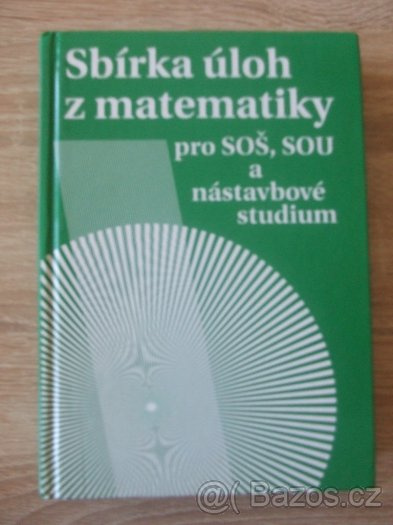 Sbírka úloh
z matematiky
pro SOŠ, SOU
a
nástavbové
studium
@ Bazos.cz